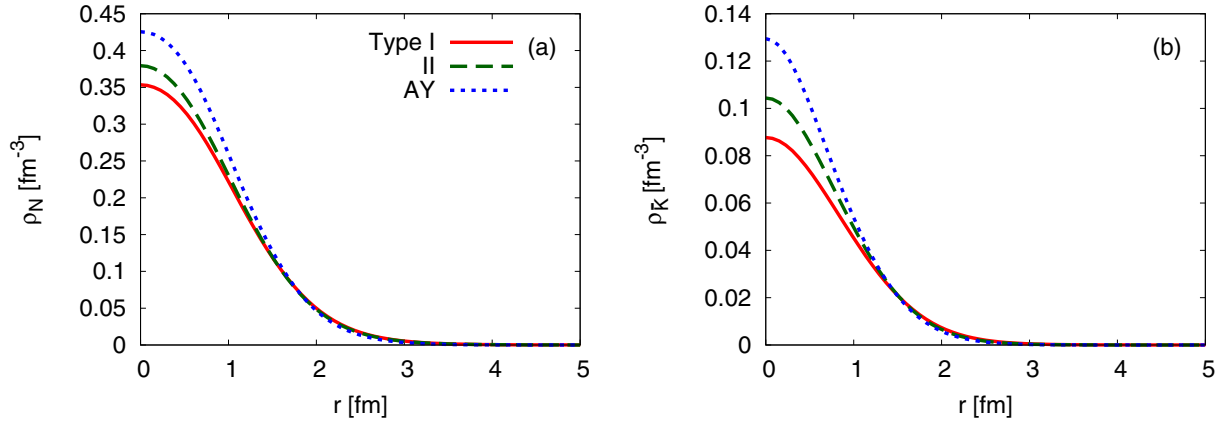 0.45
0.4
0.35
0.3
0.25
0.2
0.15
0.1
0.05
0
ρN [fm-3]
Type I
II
AY
(a)
0 1 2 3 4 5
r [fm]
0.14
0.12
0.1
0.08
0.06
0.04
0.02
0
ρK̄ [fm-3]
(b)
0 1 2 3 4 5
r [fm]